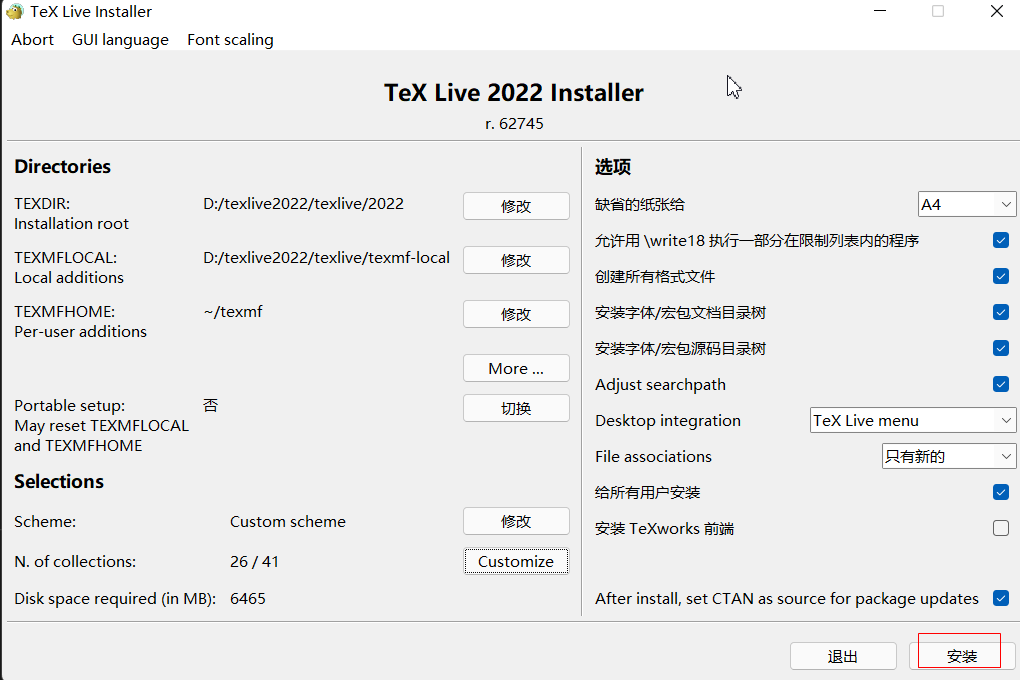 TeX Live Installer
Abort GUI language Font scaling
TeX Live 2022 Installer
r. 62745
Directories
TEXDIR: D:/texlive2022/texlive/2022 修改
Installation root
TEXMFLOCAL: D:/texlive2022/texlive/texmf-local 修改
Local additions
TEXMFHOME: ~/texmf 修改
Per-user additions
More ...
Portable setup: 否 切换
May reset TEXMFLOCAL
and TEXMFHOME
Selections
Scheme: Custom scheme 修改
N. of collections: 26 / 41 Customize
Disk space required (in MB): 6465
选项
缺省的纸张给 A4
允许用 \write18 执行一部分在限制列表内的程序
创建所有格式文件
安装字体/宏包文档目录树
安装字体/宏包源码目录树
Adjust searchpath
Desktop integration TeX Live menu
File associations 只有新的
给所有用户安装
安装 TeXworks 前端
After install, set CTAN as source for package updates
退出 安装